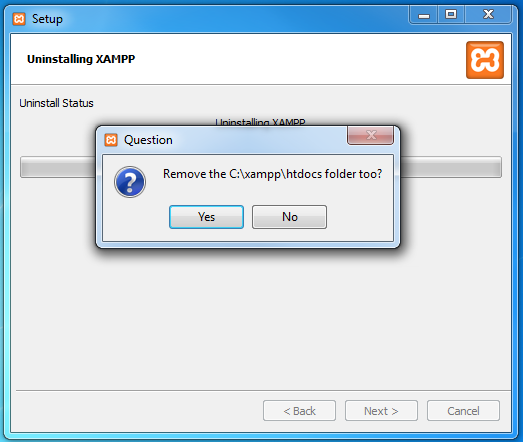 Setup
Uninstalling XAMPP
Uninstall Status
Uninstalling XAMPP
Question
Remove the C:\xampp\htdocs folder too?
Yes
No
< Back
Next >
Cancel